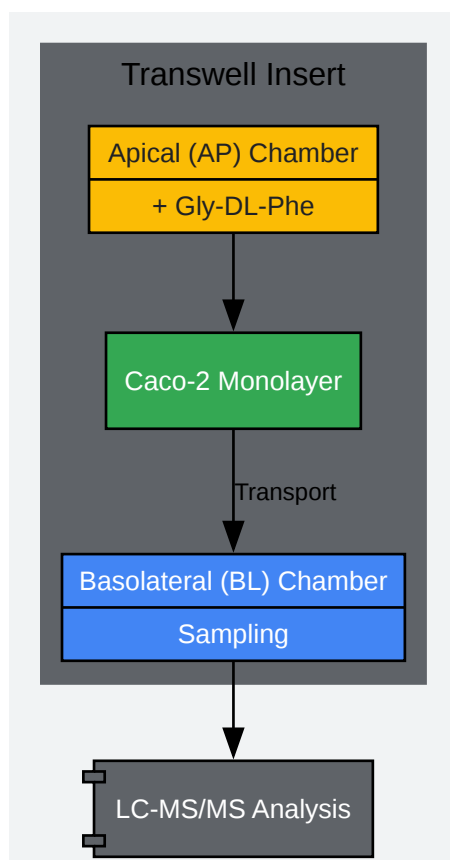 Transwell Insert
Apical (AP) Chamber
+ Gly-DL-Phe
Caco-2 Monolayer
Transport
Basolateral (BL) Chamber
Sampling
LC-MS/MS Analysis